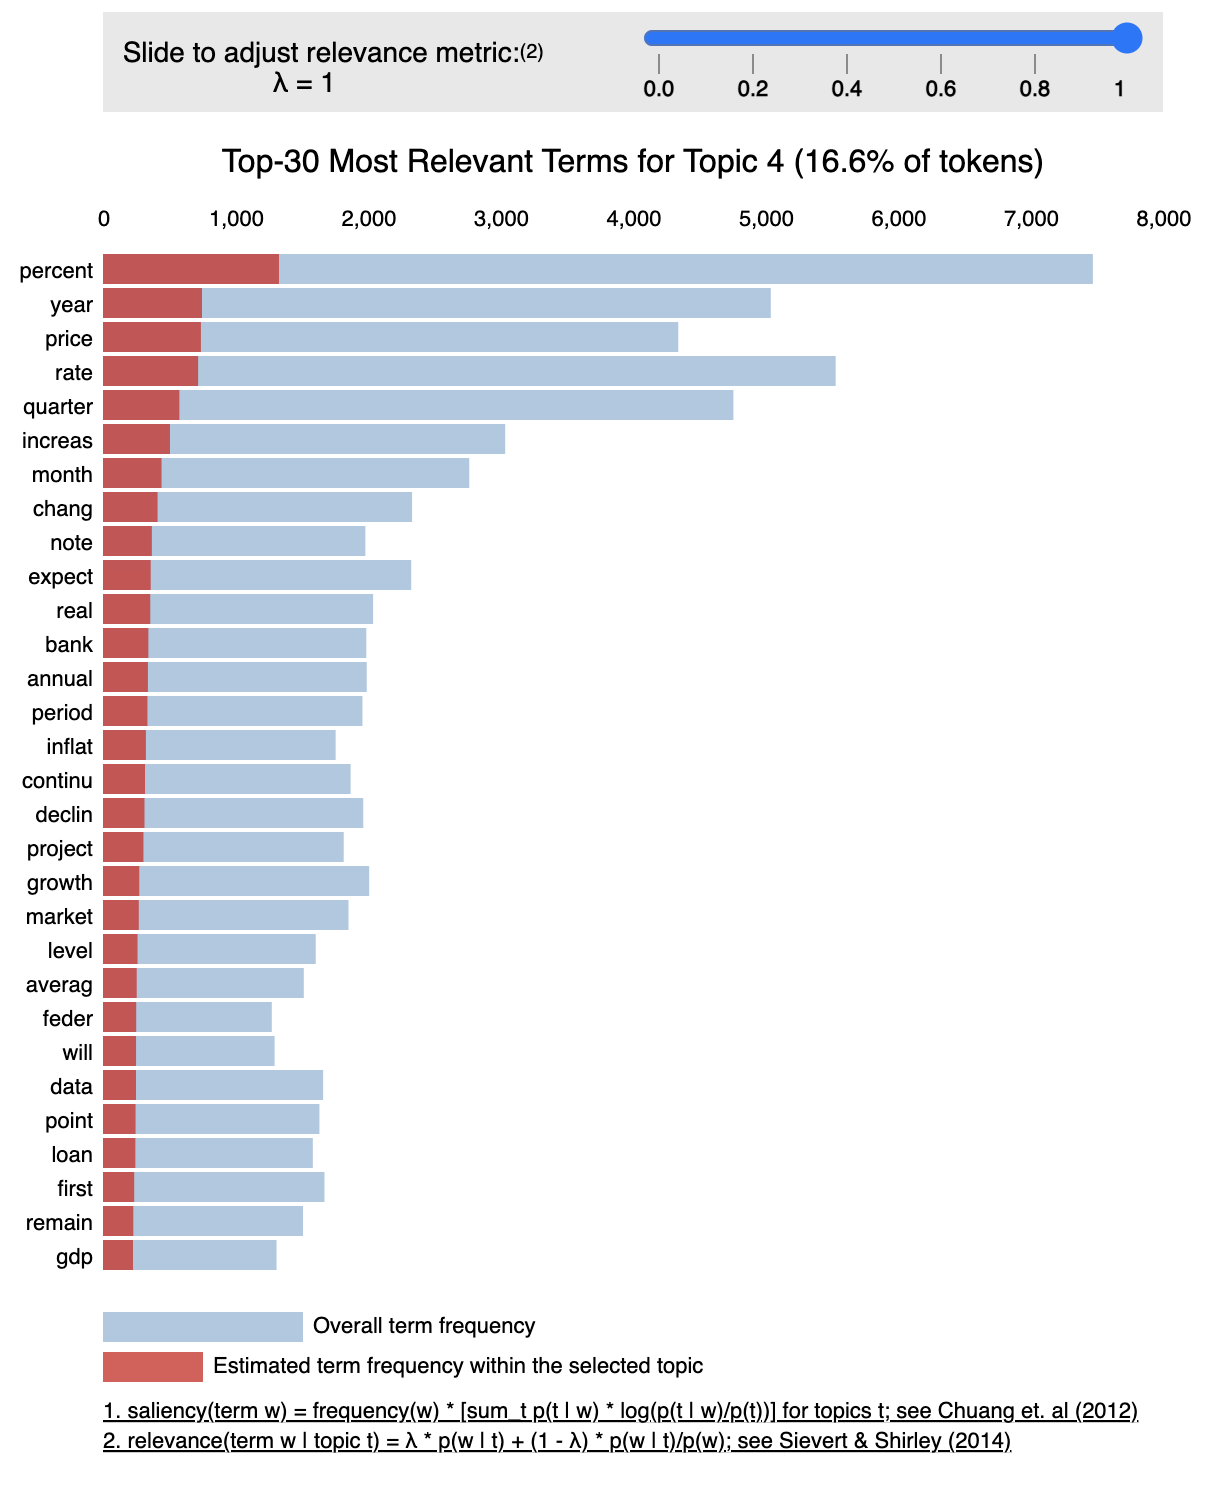 Slide to adjust relevance metric:(2)
λ = 1
0.0 0.2 0.4 0.6 0.8 1
Top-30 Most Relevant Terms for Topic 4 (16.6% of tokens)
0 1,000 2,000 3,000 4,000 5,000 6,000 7,000 8,000
percent
year
price
rate
quarter
increas
month
chang
note
expect
real
bank
annual
period
inflat
continu
declin
project
growth
market
level
averag
feder
will
data
point
loan
first
remain
gdp
Overall term frequency
Estimated term frequency within the selected topic
1. saliency(term w) = frequency(w) * [sum_t p(t | w) * log(p(t | w)/p(t))] for topics t; see Chuang et. al (2012)
2. relevance(term w | topic t) = λ * p(w | t) + (1 - λ) * p(w | t)/p(w); see Sievert & Shirley (2014)